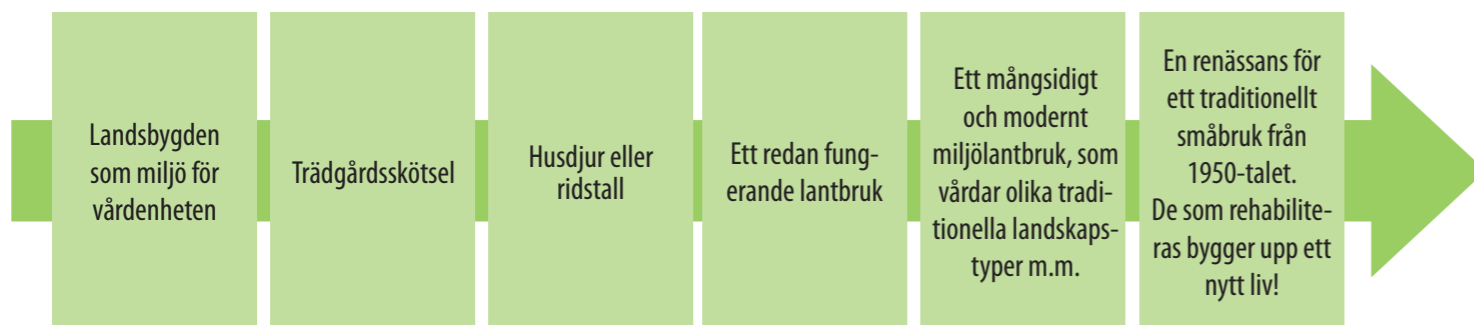 Landsbygden
som miljö för
vårdenheten
Trädgårdsskötsel
Husdjur eller
ridstall
Ett redan fung-
erande lantbruk
Ett mångsidigt
och modernt
miljölantbruk, som
vårdar olika tradi-
tionella landskaps-
typer m.m.
En renässans för
ett traditionellt
småbruk från
1950-talet.
De som rehabilite-
ras bygger upp ett
nytt liv!